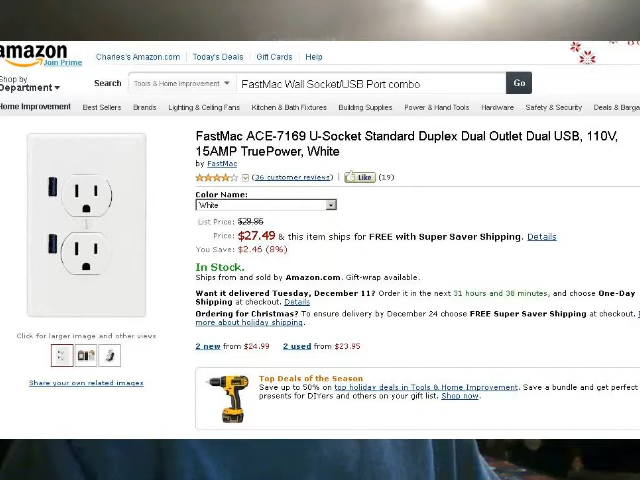 amazon
Join Prime
Charles's Amazon.com | Today's Deals | Gift Cards | Help
Shop by
Department
Search Tools & Home Improvement FastMac Wall Socket/USB Port combo Go
Home Improvement Best Sellers Brands Lighting & Ceiling Fans Kitchen & Bath Fixtures Building Supplies Power & Hand Tools Hardware Safety & Security Deals &
FastMac ACE-7169 U-Socket Standard Duplex Dual Outlet Dual USB, 110V,
15AMP TruePower, White
by FastMac
(36 customer reviews) | Like (19)
Color Name:
White
List Price: $29.95
Price: $27.49 & this item ships for FREE with Super Saver Shipping. Details
You Save: $2.46 (8%)
In Stock.
Ships from and sold by Amazon.com. Gift-wrap available.
Want it delivered Tuesday, December 11? Order it in the next 31 hours and 38 minutes, and choose One-Day
Shipping at checkout. Details
Ordering for Christmas? To ensure delivery by December 24 choose FREE Super Saver Shipping at checkout.
more about holiday shipping.
2 new from $24.99 2 used from $23.95
Click for larger image and other views
Share your own related images
Top Deals of the Season
Save up to 50% on top holiday deals in Tools & Home Improvement. Save a bundle and get perfect
presents for DIYers and others on your gift list. Shop now.